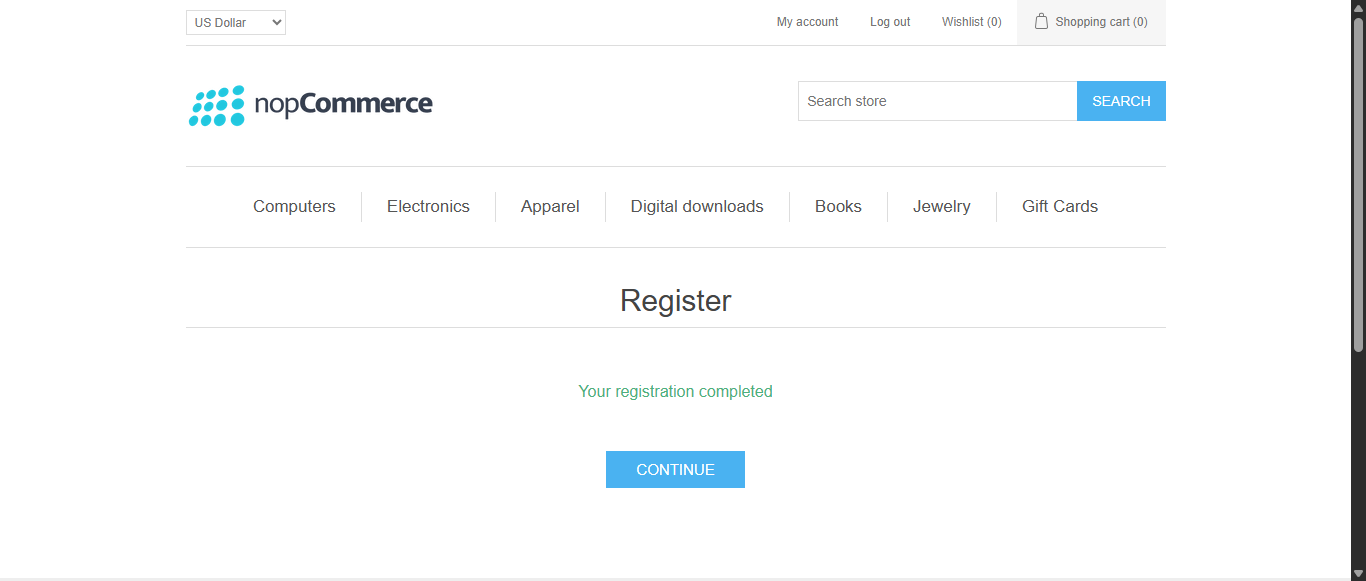 US Dollar My account Log out Wishlist (0) Shopping cart (0)
nopCommerce Search store SEARCH
Computers Electronics Apparel Digital downloads Books Jewelry Gift Cards
Register
Your registration completed
CONTINUE